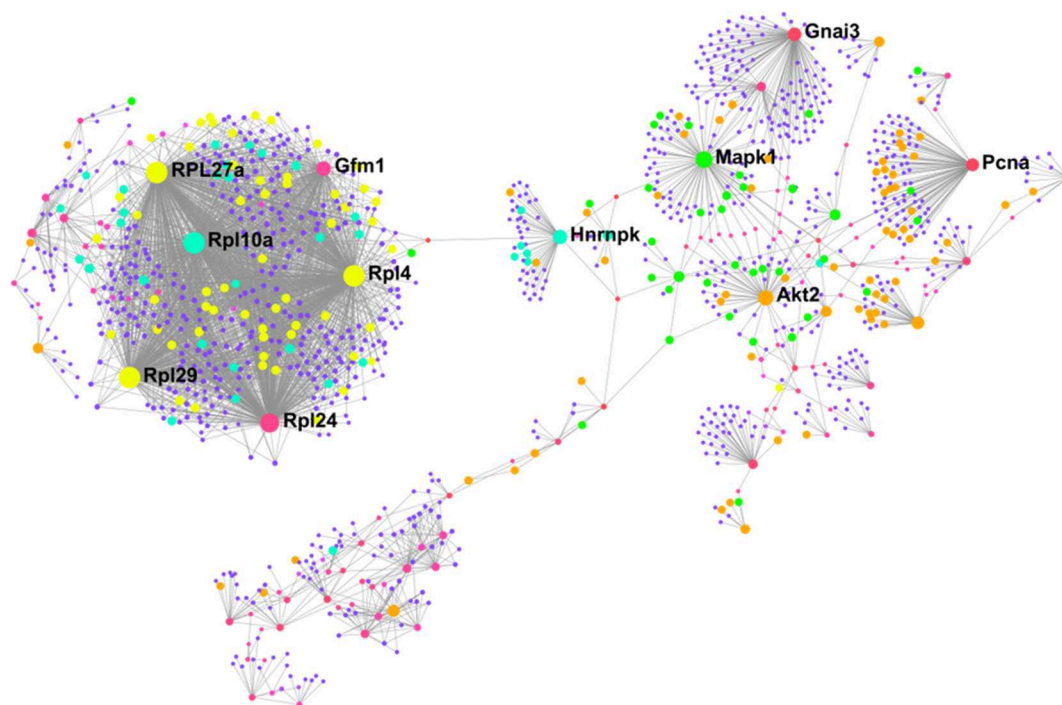 Gnai3
Mapk1
Pcna
RPL27a
Gfm1
Rpl10a
Hnrnpk
Rpl4
Akt2
Rpl29
Rpl24